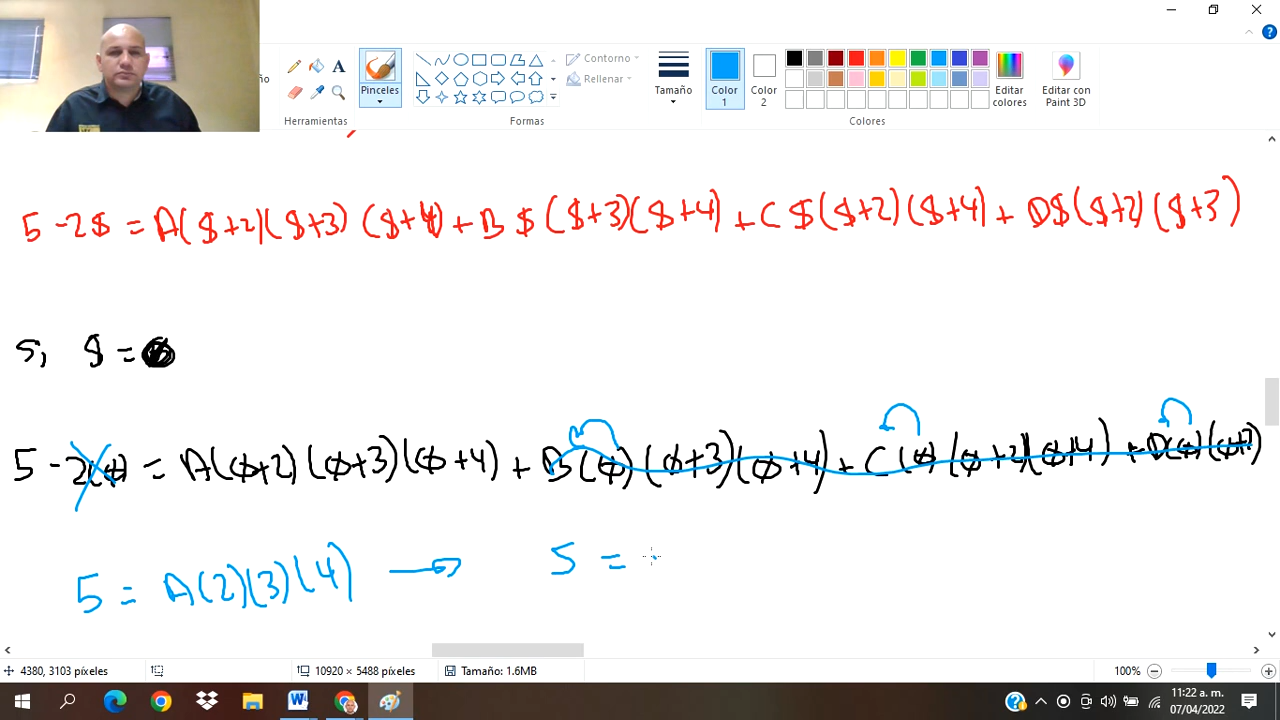 Contorno
Rellenar
Pinceles
Tamaño
Color
1
Color
2
Editar
colores
Editar con
Paint 3D
Herramientas
Formas
Colores
5 - 2$ = A($+2)($+3) ($+4) + B $ ($+3)($+4) + C $($+2)($+4) + D$($+2)($+3)
S, $ =
5 - 2(ϕ) = A(ϕ+2)(ϕ+3)(ϕ+4) + B(ϕ)(ϕ+3)(ϕ+4) + C(ϕ)(ϕ+2)(ϕ+4) + D(ϕ)(ϕ+2)
5 = A(2)(3)(4) → 5 =
4380, 3103 píxeles
10920 × 5488 píxeles
Tamaño: 1.6MB
100%
11:22 a. m.
07/04/2022